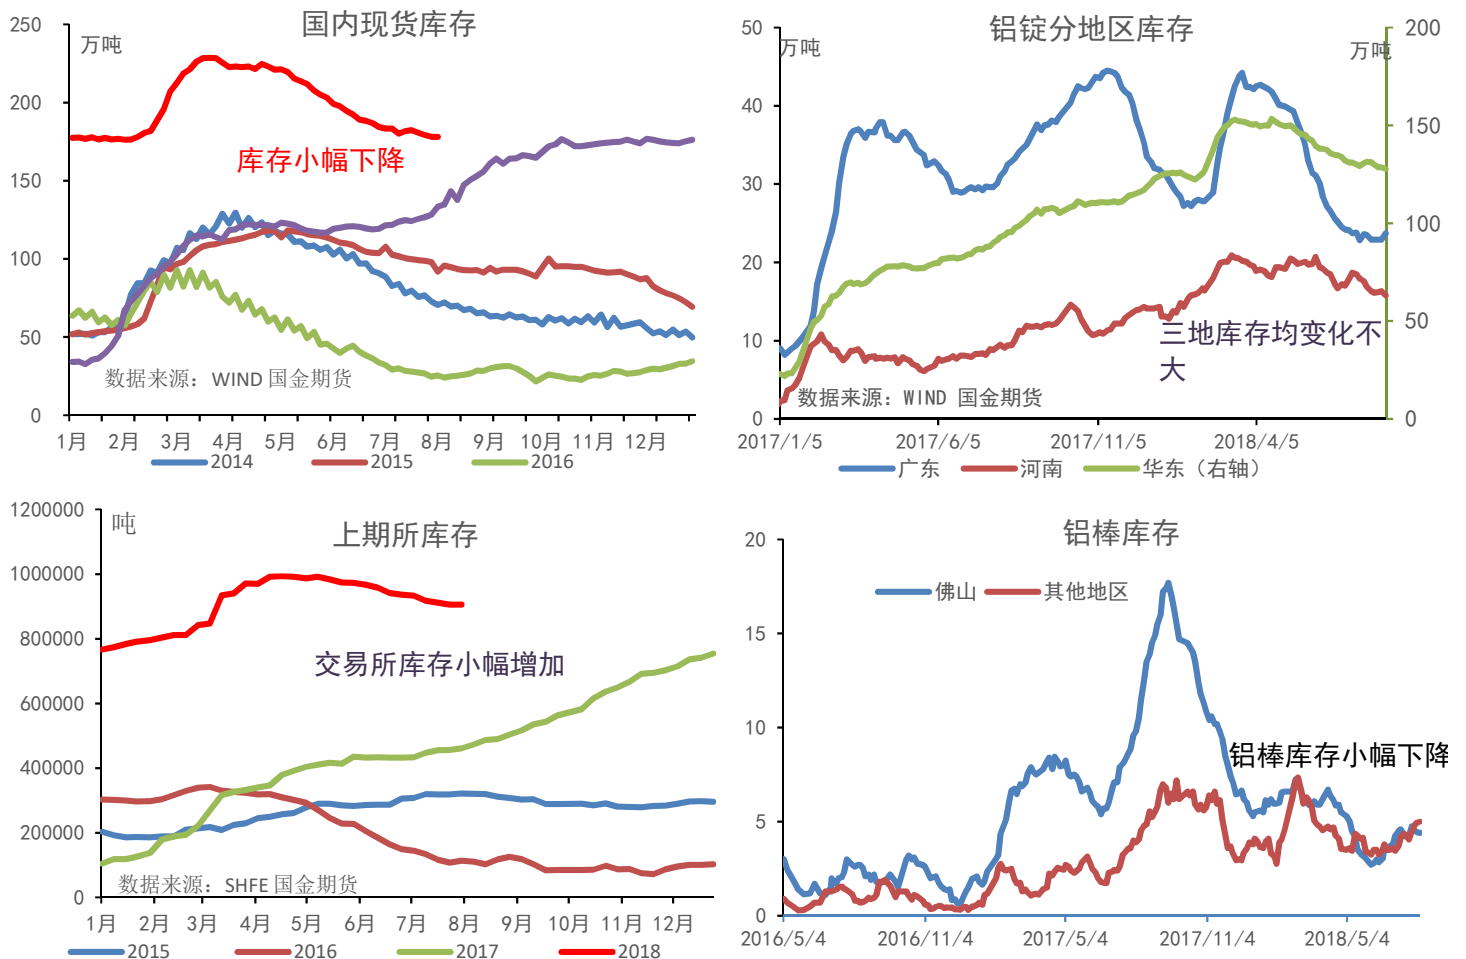 国内现货库存
万吨
250
200
150
100
50
0
库存小幅下降
数据来源：WIND 国金期货
1月 2月 3月 4月 5月 6月 7月 8月 9月 10月 11月 12月
2014 2015 2016
铝锭分地区库存
万吨 万吨
50
40
30
20
10
0
200
150
100
50
0
三地库存均变化不
大
数据来源：WIND 国金期货
2017/1/5 2017/6/5 2017/11/5 2018/4/5
广东 河南 华东（右轴）
上期所库存
吨
1200000
1000000
800000
600000
400000
200000
0
交易所库存小幅增加
数据来源：SHFE 国金期货
1月 2月 3月 4月 5月 6月 7月 8月 9月 10月 11月 12月
2015 2016 2017 2018
铝棒库存
20
15
10
5
0
佛山 其他地区
铝棒库存小幅下降
2016/5/4 2016/11/4 2017/5/4 2017/11/4 2018/5/4